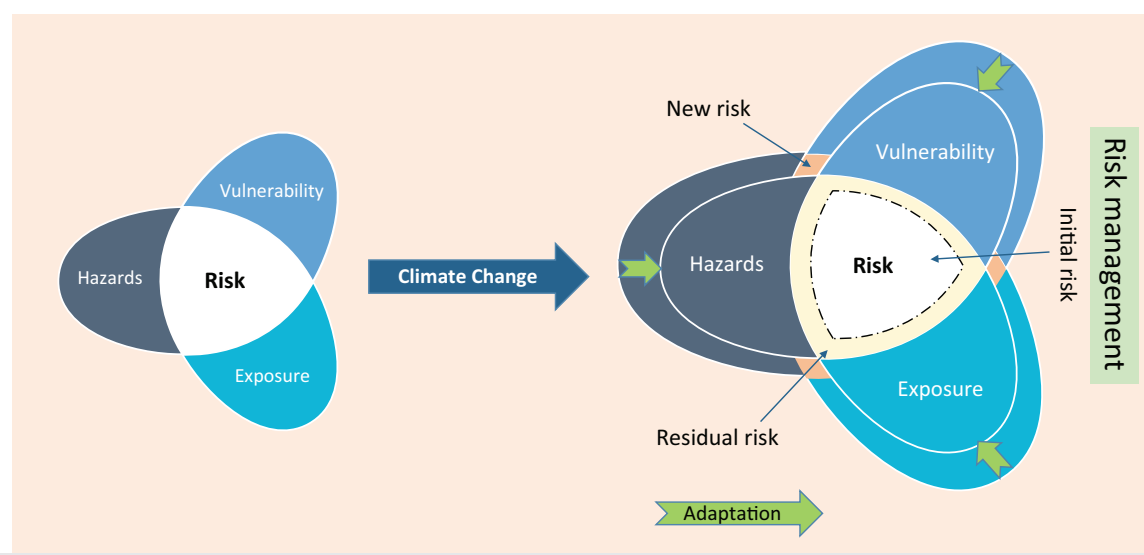 Vulnerability
Hazards
Risk
Exposure
Climate Change
New risk
Vulnerability
Hazards
Risk
Initial risk
Risk management
Exposure
Residual risk
Adaptation